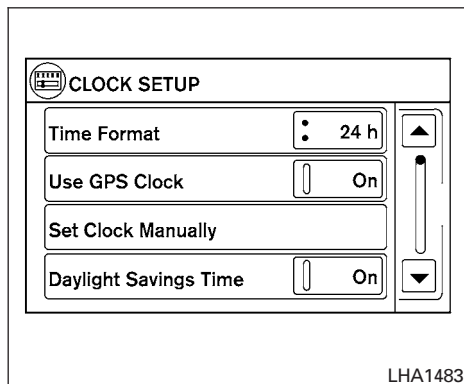 CLOCK SETUP
Time Format : 24 h
Use GPS Clock On
Set Clock Manually
Daylight Savings Time On
LHA1483